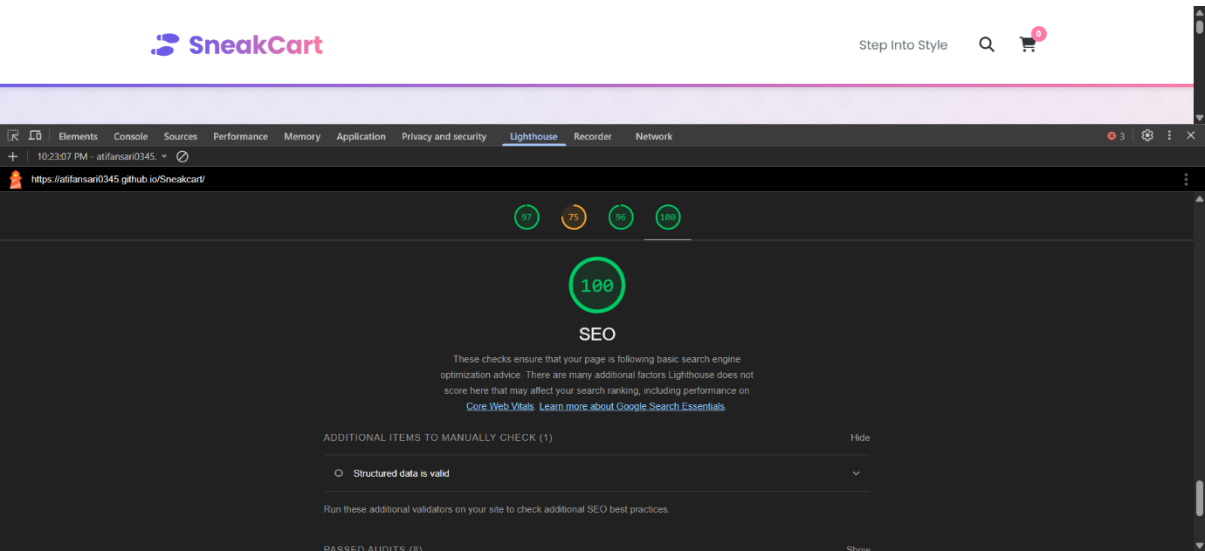 SneakCart
Step Into Style
0
Elements Console Sources Performance Memory Application Privacy and security Lighthouse Recorder Network 3
10:23:07 PM - atifansari0345.
https://atifansari0345.github.io/Sneakcart/
97 75 96 100
100
SEO
These checks ensure that your page is following basic search engine
optimization advice. There are many additional factors Lighthouse does not
score here that may affect your search ranking, including performance on
Core Web Vitals. Learn more about Google Search Essentials.
ADDITIONAL ITEMS TO MANUALLY CHECK (1) Hide
Structured data is valid
Run these additional validators on your site to check additional SEO best practices.
PASSED AUDITS (8) Show